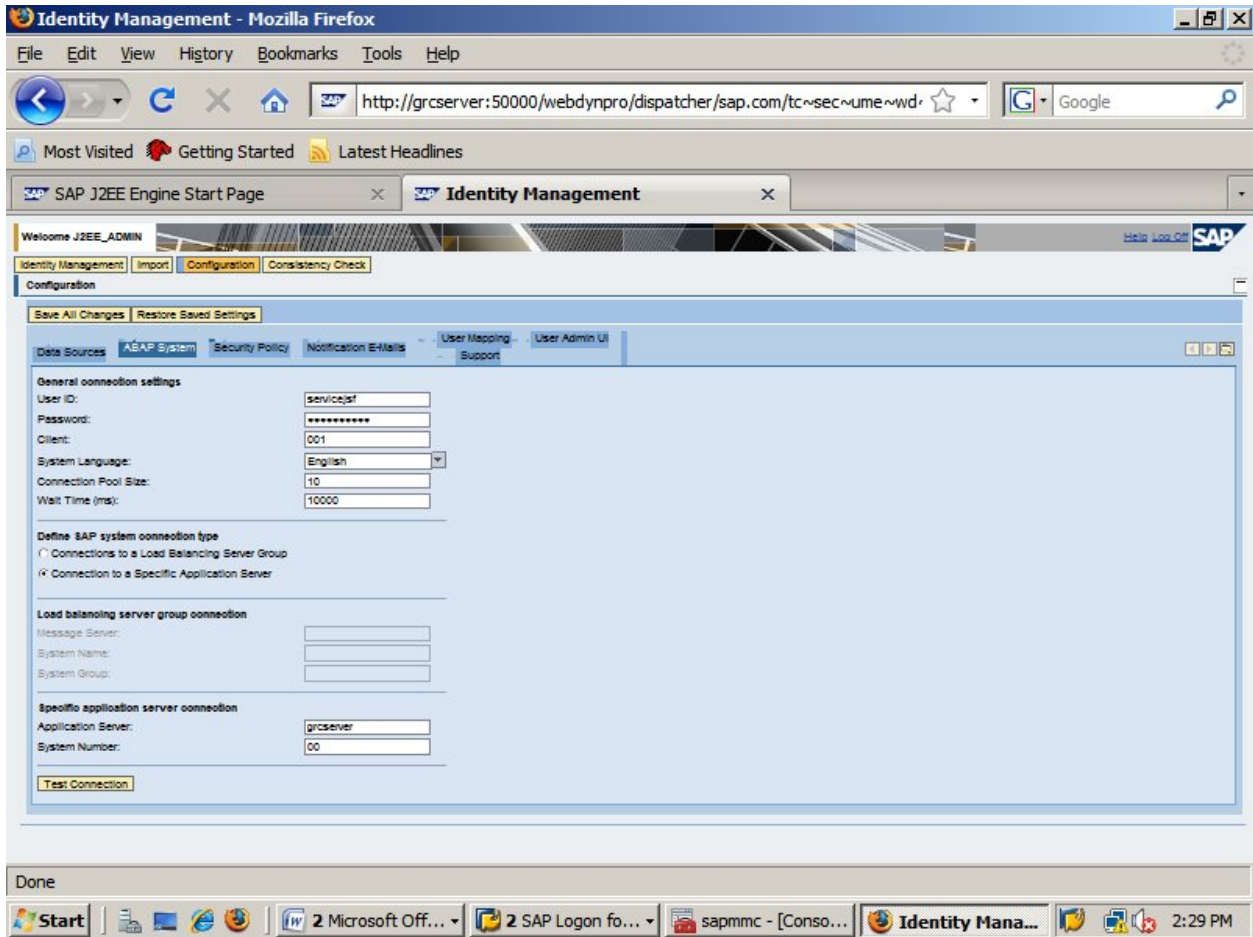 Identity Management - Mozilla Firefox
File Edit View History Bookmarks Tools Help
SAP http://grcserver:50000/webdynpro/dispatcher/sap.com/tc~sec~ume~wd G Google
Most Visited Getting Started Latest Headlines
SAP SAP J2EE Engine Start Page SAP Identity Management
Welcome J2EE_ADMIN Help Log Off SAP
Identity Management Import Configuration Consistency Check
Configuration
Save All Changes Restore Saved Settings
Data Sources ABAP System Security Policy Notification E-Mails User Mapping Support User Admin UI
General connection settings
User ID: servicejsf
Password: ••••••••••
Client: 001
System Language: English
Connection Pool Size: 10
Wait Time (ms): 10000
Define SAP system connection type
Connections to a Load Balancing Server Group
Connection to a Specific Application Server
Load balancing server group connection
Message Server:
System Name:
System Group:
Specific application server connection
Application Server: grcserver
System Number: 00
Test Connection
Done
Start 2 Microsoft Off... 2 SAP Logon fo... sapmmc - [Conso... Identity Mana... 2:29 PM